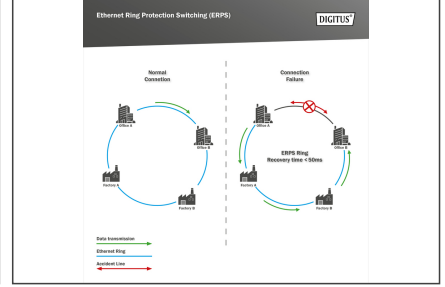 Ethernet Ring Protection Switching (ERPS)
DIGITUS®
Normal
Connetion
Connection
Failure
Office A
Office B
Factory A
Factory B
Office A
Office B
ERPS Ring
Recovery time <50ms
Factory A
Factory B
Data transmission
Ethernet Ring
Accident Line